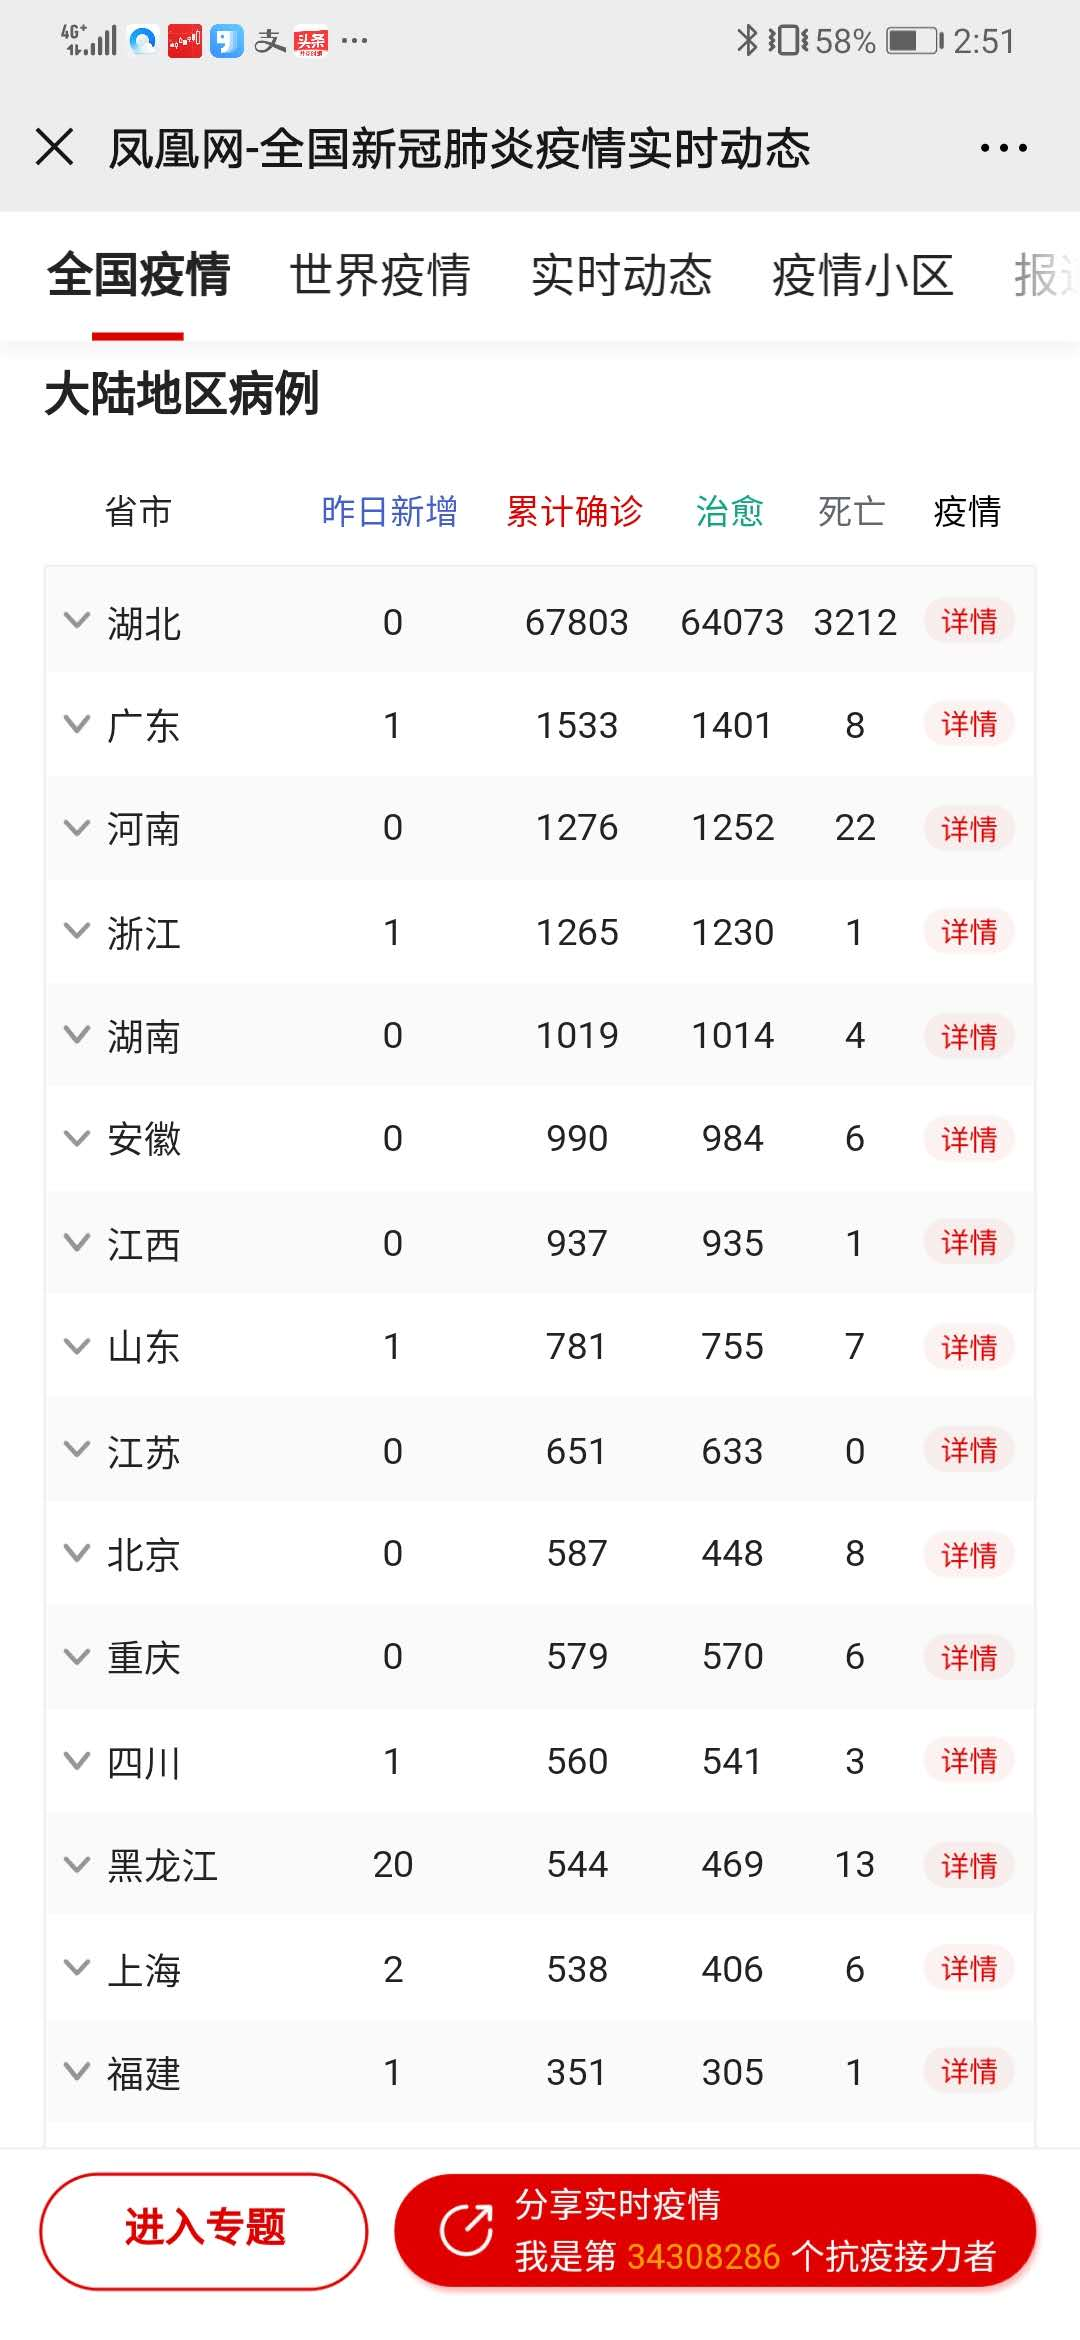 4G+ 58% 2:51
凤凰网-全国新冠肺炎疫情实时动态
全国疫情 世界疫情 实时动态 疫情小区 报
大陆地区病例
省市 昨日新增 累计确诊 治愈 死亡 疫情
湖北 0 67803 64073 3212 详情
广东 1 1533 1401 8 详情
河南 0 1276 1252 22 详情
浙江 1 1265 1230 1 详情
湖南 0 1019 1014 4 详情
安徽 0 990 984 6 详情
江西 0 937 935 1 详情
山东 1 781 755 7 详情
江苏 0 651 633 0 详情
北京 0 587 448 8 详情
重庆 0 579 570 6 详情
四川 1 560 541 3 详情
黑龙江 20 544 469 13 详情
上海 2 538 406 6 详情
福建 1 351 305 1 详情
进入专题
分享实时疫情
我是第 34308286 个抗疫接力者